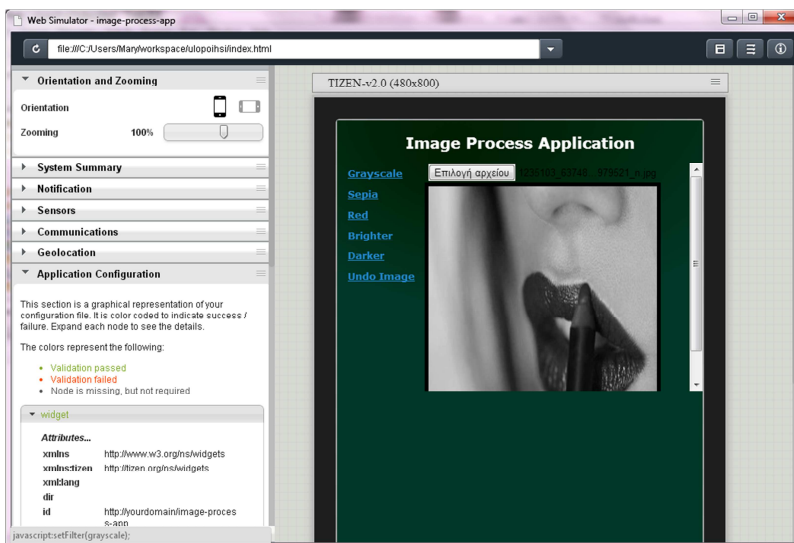 Web Simulator - image-process-app
file:///C:/Users/Mary/workspace/ulopoihsi/index.html
Orientation and Zooming
Orientation
Zooming 100%
System Summary
Notification
Sensors
Communications
Geolocation
Application Configuration
This section is a graphical representation of your
configuration file. It is color coded to indicate success /
failure. Expand each node to see the details.
The colors represent the following:
Validation passed
Validation failed
Node is missing, but not required
widget
Attributes...
xmlns http://www.w3.org/ns/widgets
xmlns:tizen http://tizen.org/ns/widgets
xml:lang
dir
id http://yourdomain/image-proces
s-app
javascript:setFilter(grayscale);
TIZEN-v2.0 (480x800)
Image Process Application
Επιλογή αρχείου
Grayscale
Sepia
Red
Brighter
Darker
Undo Image